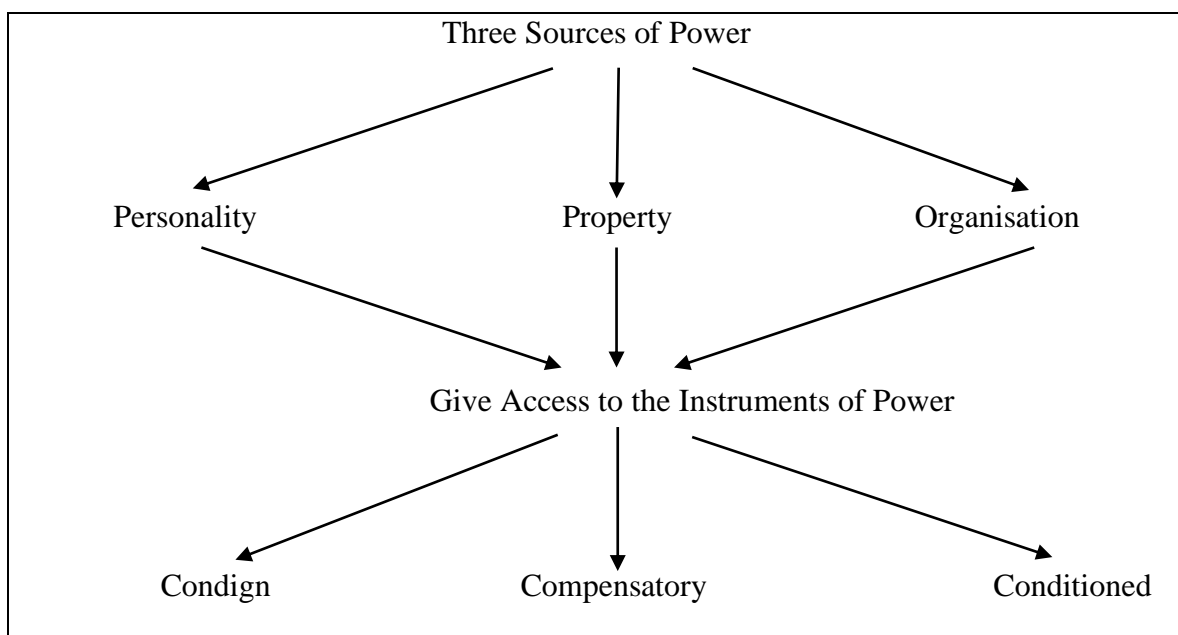 Three Sources of Power
Personality Property Organisation
Give Access to the Instruments of Power
Condign Compensatory Conditioned